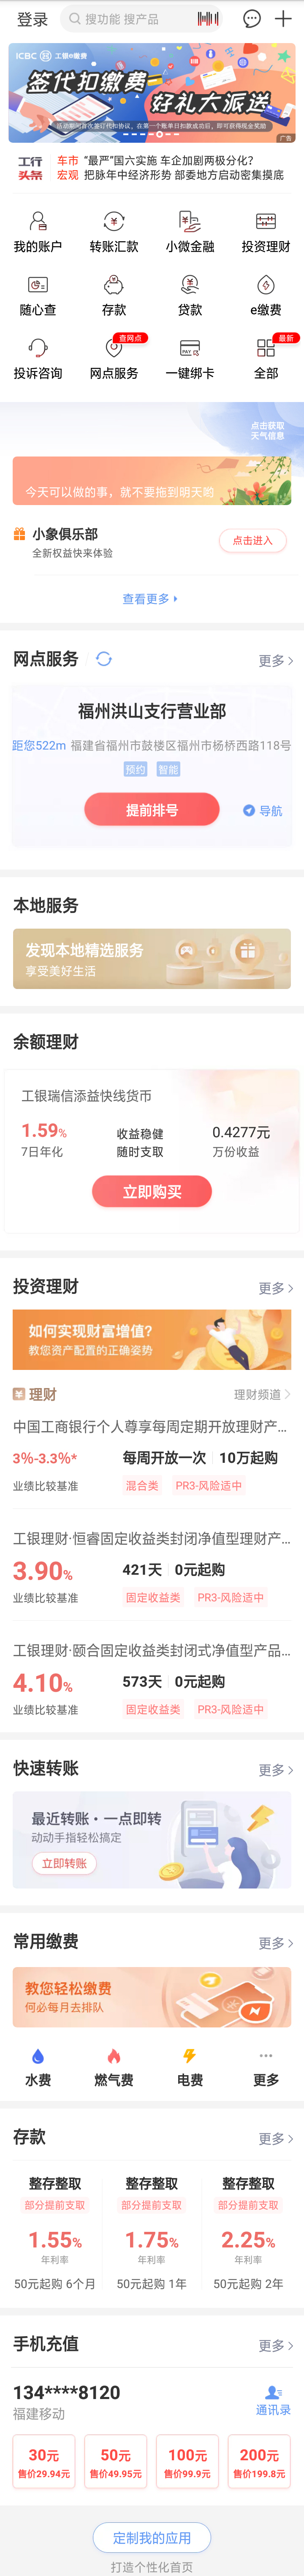 登录
搜功能 搜产品
ICBC 工银e缴费
签代扣缴费 好礼大派送
活动期间首次签订代扣协议，在第一个账单日扣款成功后，即可获得现金奖励
广告
工行
头条
车市 “最严”国六实施 车企加剧两极分化?
宏观 把脉年中经济形势 部委地方启动密集摸底
我的账户
转账汇款
小微金融
投资理财
随心查
存款
贷款
e缴费
查网点
最新
投诉咨询
网点服务
一键绑卡
全部
点击获取
天气信息
今天可以做的事，就不要拖到明天哟
小象俱乐部
全新权益快来体验
点击进入
查看更多
网点服务
更多
福州洪山支行营业部
距您522m 福建省福州市鼓楼区福州市杨桥西路118号
预约 智能
提前排号
导航
本地服务
发现本地精选服务
享受美好生活
余额理财
工银瑞信添益快线货币
1.59%
收益稳健
0.4277元
7日年化
随时支取
万份收益
立即购买
投资理财
更多
如何实现财富增值?
教您资产配置的正确姿势
理财
理财频道
中国工商银行个人尊享每周定期开放理财产...
3%-3.3%*
每周开放一次 10万起购
业绩比较基准
混合类 PR3-风险适中
工银理财·恒睿固定收益类封闭净值型理财产...
3.90%
421天 0元起购
业绩比较基准
固定收益类 PR3-风险适中
工银理财·颐合固定收益类封闭式净值型产品...
4.10%
573天 0元起购
业绩比较基准
固定收益类 PR3-风险适中
快速转账
更多
最近转账·一点即转
动动手指轻松搞定
立即转账
常用缴费
更多
教您轻松缴费
何必每月去排队
水费
燃气费
电费
更多
存款
更多
整存整取
整存整取
整存整取
部分提前支取
部分提前支取
部分提前支取
1.55%
1.75%
2.25%
年利率
年利率
年利率
50元起购 6个月
50元起购 1年
50元起购 2年
手机充值
更多
134****8120
福建移动
通讯录
30元
50元
100元
200元
售价29.94元
售价49.95元
售价99.9元
售价199.8元
定制我的应用
打造个性化首页